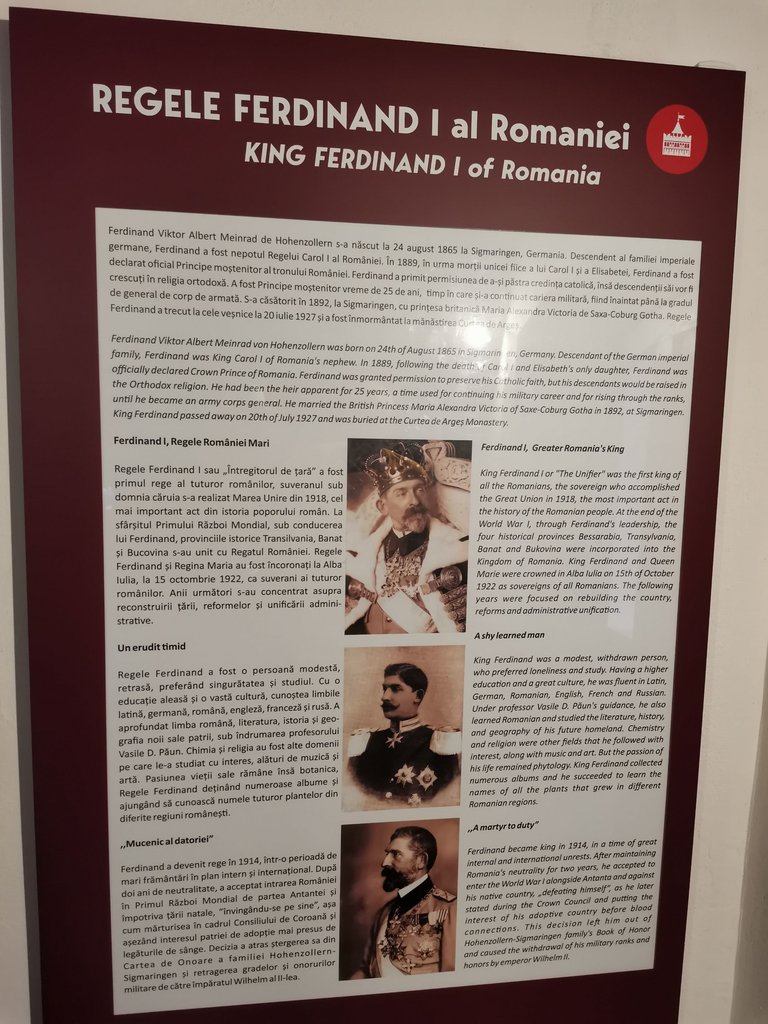 REGELE FERDINAND I al Romaniei
KING FERDINAND I of Romania
Ferdinand Viktor Albert Meinrad de Hohenzollern s-a născut la 24 august 1865 la Sigmaringen, Germania. Descendent al familiei imperiale
germane, Ferdinand a fost nepotul Regelui Carol I al României. În 1889, în urma morții unicei fiice a lui Carol I și a Elisabetei, Ferdinand a fost
declarat oficial Principe moștenitor al tronului României. Ferdinand a primit permisiunea de a-și păstra credința catolică, însă descendenții săi vor fi
crescuți în religia ortodoxă. A fost Principe moștenitor vreme de 25 de ani, timp în care și-a continuat cariera militară, fiind înaintat până la gradul
de general de corp de armată. S-a căsătorit în 1892, la Sigmaringen, cu prințesa britanică Maria Alexandra Victoria de Saxa-Coburg Gotha. Regele
Ferdinand a trecut la cele veșnice la 20 iulie 1927 și a fost înmormântat la mănăstirea Curtea de Argeș.
Ferdinand Viktor Albert Meinrad von Hohenzollern was born on 24th of August 1865 in Sigmaringen, Germany. Descendant of the German imperial
family, Ferdinand was King Carol I of Romania's nephew. In 1889, following the death of Carol I and Elisabeth's only daughter, Ferdinand was
officially declared Crown Prince of Romania. Ferdinand was granted permission to preserve his Catholic faith, but his descendants would be raised in
the Orthodox religion. He had been the heir apparent for 25 years, a time used for continuing his military career and for rising through the ranks,
until he became an army corps general. He married the British Princess Maria Alexandra Victoria of Saxe-Coburg Gotha in 1892, at Sigmaringen.
King Ferdinand passed away on 20th of July 1927 and was buried at the Curtea de Argeș Monastery.
Ferdinand I, Regele României Mari
Regele Ferdinand I sau „Întregitorul de țară” a fost
primul rege al tuturor românilor, suveranul sub
domnia căruia s-a realizat Marea Unire din 1918, cel
mai important act din istoria poporului român. La
sfârșitul Primului Război Mondial, sub conducerea
lui Ferdinand, provinciile istorice Transilvania, Banat
și Bucovina s-au unit cu Regatul României. Regele
Ferdinand și Regina Maria au fost încoronați la Alba
Iulia, la 15 octombrie 1922, ca suverani ai tuturor
românilor. Anii următori s-au concentrat asupra
reconstruirii țării, reformelor și unificării admini-
strative.
Un erudit timid
Regele Ferdinand a fost o persoană modestă,
retrasă, preferând singurătatea și studiul. Cu o
educație aleasă și o vastă cultură, cunoștea limbile
latină, germană, română, engleză, franceză și rusă. A
aprofundat limba română, literatura, istoria și geo-
grafia noii sale patrii, sub îndrumarea profesorului
Vasile D. Păun. Chimia și religia au fost alte domenii
pe care le-a studiat cu interes, alături de muzică și
artă. Pasiunea vieții sale rămâne însă botanica,
Regele Ferdinand deținând numeroase albume și
ajungând să cunoască numele tuturor plantelor din
diferite regiuni românești.
,,Mucenic al datoriei”
Ferdinand a devenit rege în 1914, într-o perioadă de
mari frământări în plan intern și internațional. După
doi ani de neutralitate, a acceptat intrarea României
în Primul Război Mondial de partea Antantei și
împotriva țării natale, "învingându-se pe sine", așa
cum mărturisea în cadrul Consiliului de Coroană și
așezând interesul patriei de adopție mai presus de
legăturile de sânge. Decizia a atras ștergerea sa din
Cartea de Onoare a familiei Hohenzollern-
Sigmaringen și retragerea gradelor și onorurilor
militare de către împăratul Wilhelm al II-lea.
Ferdinand I, Greater Romania's King
King Ferdinand I or "The Unifier" was the first king of
all the Romanians, the sovereign who accomplished
the Great Union in 1918, the most important act in
the history of the Romanian people. At the end of the
World War I, through Ferdinand's leadership, the
four historical provinces Bessarabia, Transylvania,
Banat and Bukovina were incorporated into the
Kingdom of Romania. King Ferdinand and Queen
Marie were crowned in Alba Iulia on 15th of October
1922 as sovereigns of all Romanians. The following
years were focused on rebuilding the country,
reforms and administrative unification.
A shy learned man
King Ferdinand was a modest, withdrawn person,
who preferred loneliness and study. Having a higher
education and a great culture, he was fluent in Latin,
German, Romanian, English, French and Russian.
Under professor Vasile D. Păun's guidance, he also
learned Romanian and studied the literature, history,
and geography of his future homeland. Chemistry
and religion were other fields that he followed with
interest, along with music and art. But the passion of
his life remained phytology. King Ferdinand collected
numerous albums and he succeeded to learn the
names of all the plants that grew in different
Romanian regions.
,,A martyr to duty”
Ferdinand became king in 1914, in a time of great
internal and international unrests. After maintaining
Romania's neutrality for two years, he accepted to
enter the World War I alongside Antanta and against
his native country, „defeating himself”, as he later
stated during the Crown Council and putting the
interest of his adoptive country before blood
connections. This decision left him out of
Hohenzollern-Sigmaringen family's Book of Honor
and caused the withdrawal of his military ranks and
honors by emperor Wilhelm II.